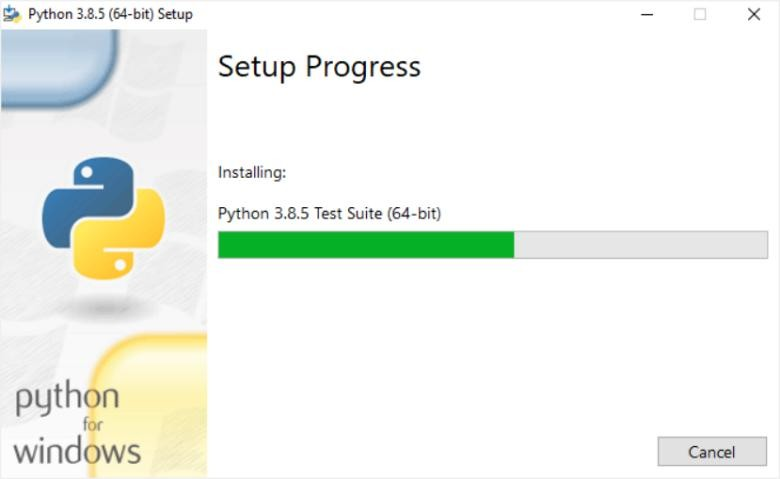 Python 3.8.5 (64-bit) Setup
Setup Progress
Installing:
Python 3.8.5 Test Suite (64-bit)
python
for
windows
Cancel